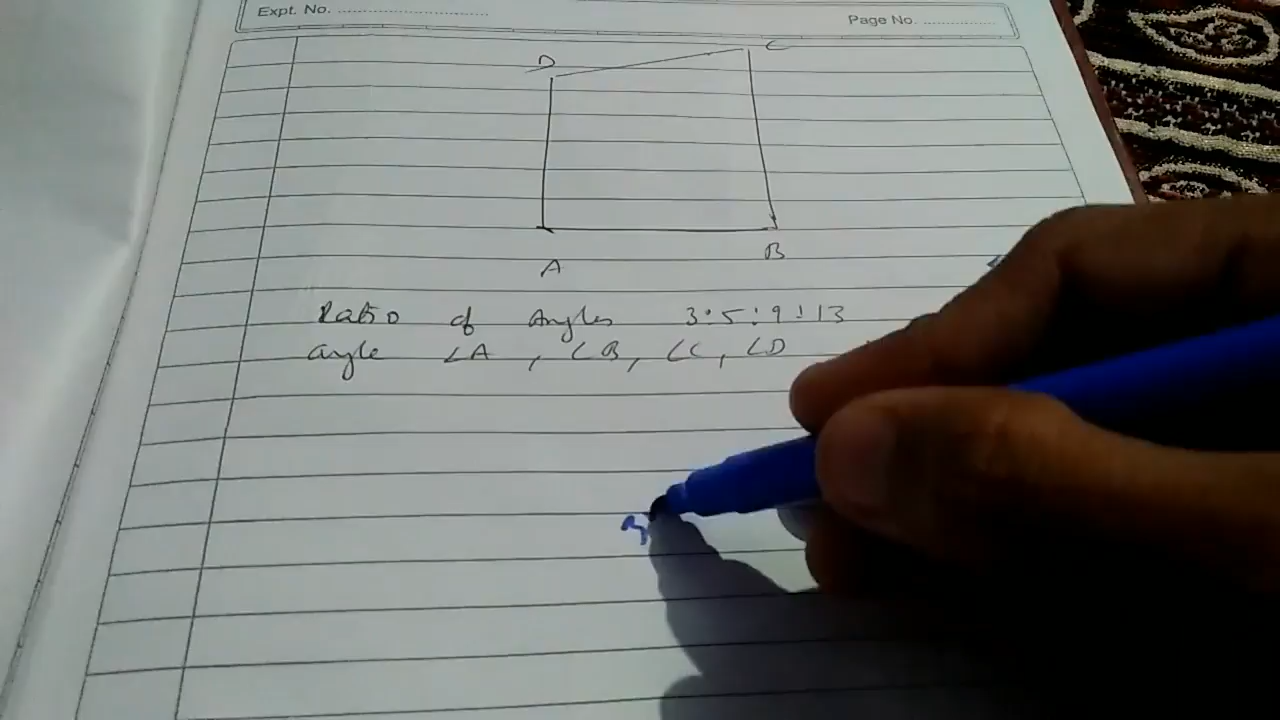 Expt. No. ..........................................
Page No. ..................
D
C
A
B
Ratio of Angles 3:5:9:13
angle ∠A , ∠B, ∠C, ∠D